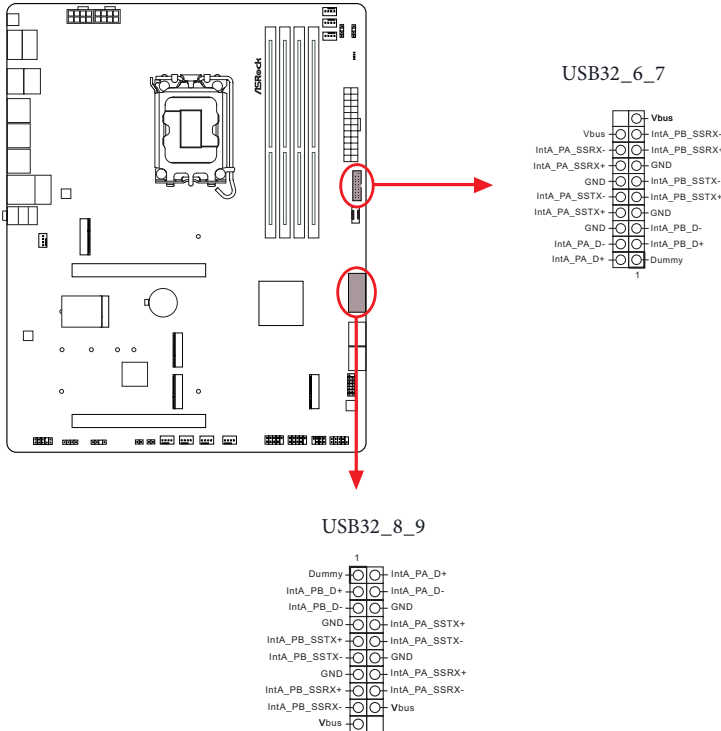 ASRock
USB32_6_7
Vbus
Vbus IntA_PB_SSRX-
IntA_PA_SSRX- IntA_PB_SSRX+
IntA_PA_SSRX+ GND
GND IntA_PB_SSTX-
IntA_PA_SSTX- IntA_PB_SSTX+
IntA_PA_SSTX+ GND
GND IntA_PB_D-
IntA_PA_D- IntA_PB_D+
IntA_PA_D+ Dummy
1
USB32_8_9
1
Dummy IntA_PA_D+
IntA_PB_D+ IntA_PA_D-
IntA_PB_D- GND
GND IntA_PA_SSTX+
IntA_PB_SSTX+ IntA_PA_SSTX-
IntA_PB_SSTX- GND
GND IntA_PA_SSRX+
IntA_PB_SSRX+ IntA_PA_SSRX-
IntA_PB_SSRX- Vbus
Vbus